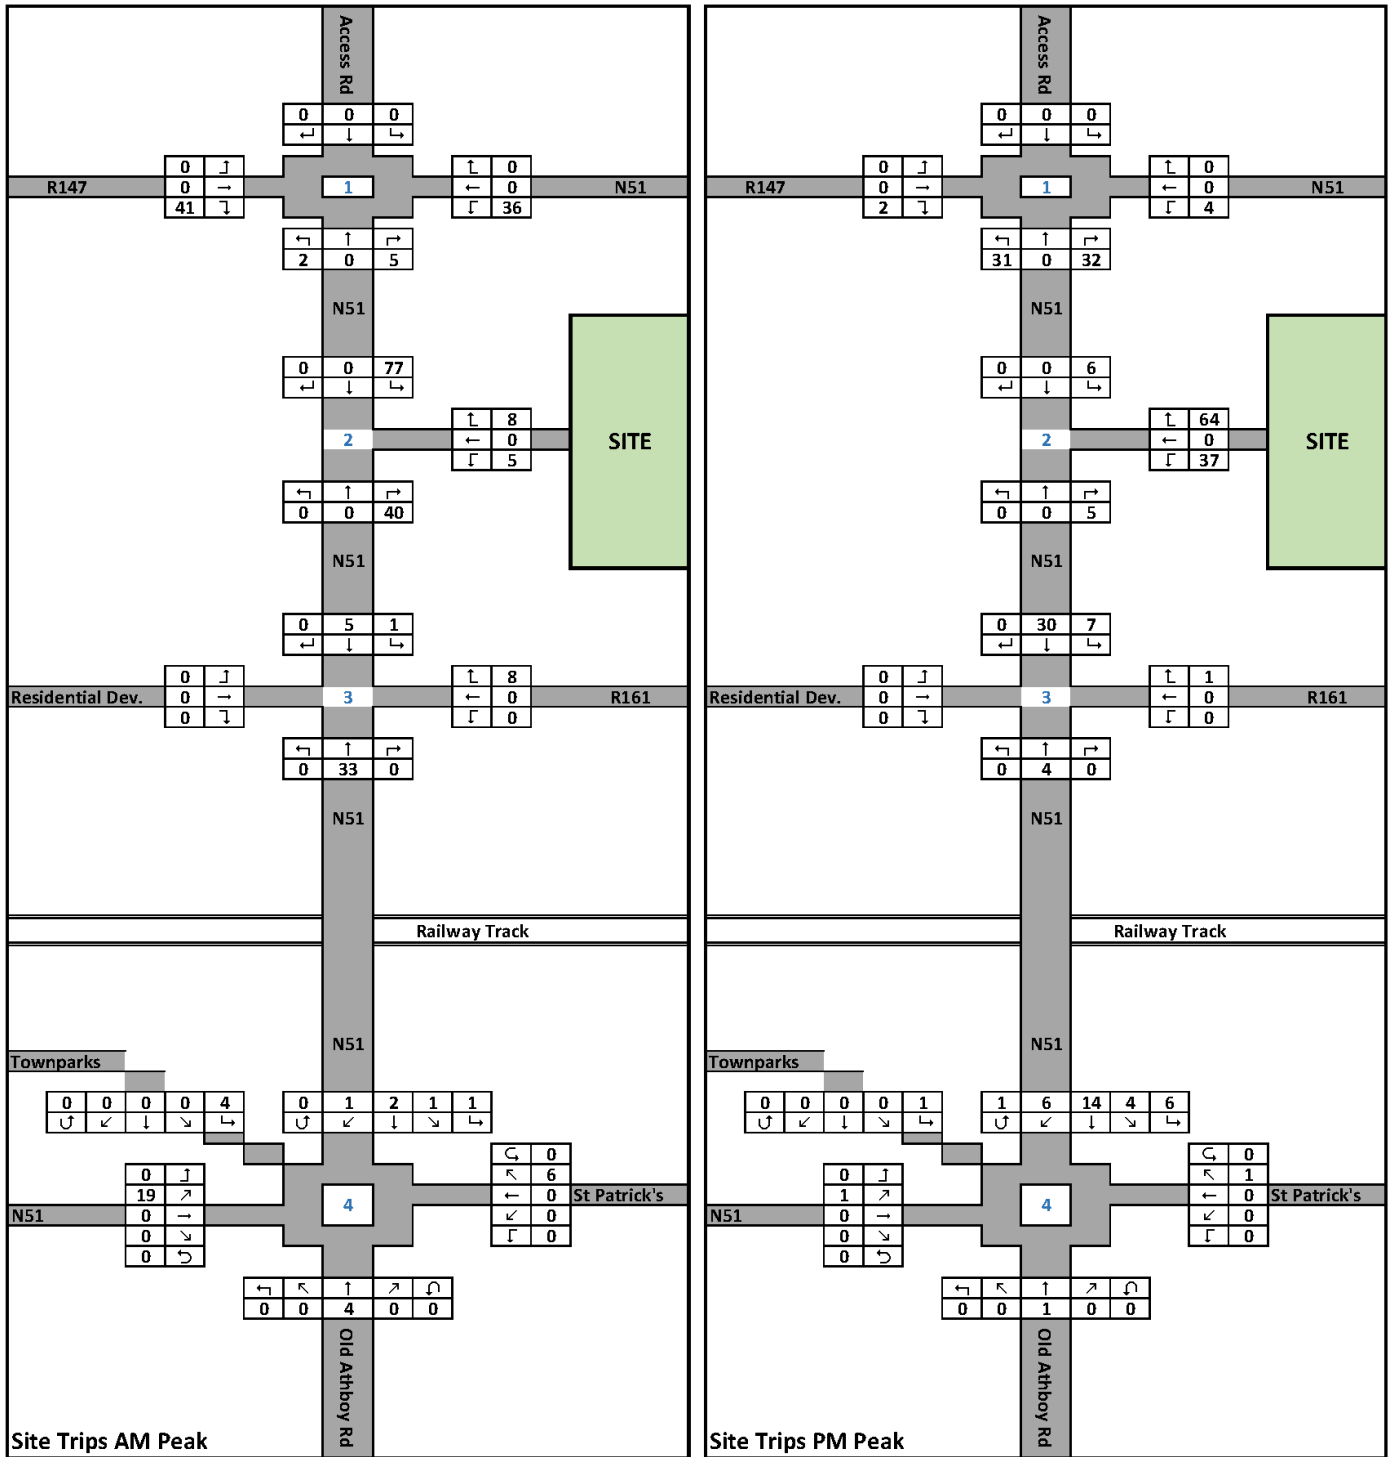 Access Rd
0 0 0
↵ ↓ ↳
0 ⮥
R147 0 →
41 ⮧
1
↰ 0
← 0 N51
↲ 36
↰ ↑ ↱
2 0 5
N51
0 0 77
↵ ↓ ↳
2
↰ 8
← 0
↲ 5
SITE
↰ ↑ ↱
0 0 40
N51
0 5 1
↵ ↓ ↳
0 ⮥
Residential Dev. 0 →
0 ⮧
3
↰ 8
← 0 R161
↲ 0
↰ ↑ ↱
0 33 0
N51
Railway Track
N51
Townparks
0 0 0 0 4
↺ ↙ ↓ ↘ ↳
0 1 2 1 1
↺ ↙ ↓ ↘ ↳
0 ⮥
19 ↗
N51 0 →
0 ↘
0 ⮌
4
⮎ 0
↖ 6
← 0 St Patrick's
↙ 0
↲ 0
↰ ↖ ↑ ↗ ⮏
0 0 4 0 0
Old Athboy Rd
Site Trips AM Peak
Access Rd
0 0 0
↵ ↓ ↳
0 ⮥
R147 0 →
2 ⮧
1
↰ 0
← 0 N51
↲ 4
↰ ↑ ↱
31 0 32
N51
0 0 6
↵ ↓ ↳
2
↰ 64
← 0
↲ 37
SITE
↰ ↑ ↱
0 0 5
N51
0 30 7
↵ ↓ ↳
0 ⮥
Residential Dev. 0 →
0 ⮧
3
↰ 1
← 0 R161
↲ 0
↰ ↑ ↱
0 4 0
N51
Railway Track
N51
Townparks
0 0 0 0 1
↺ ↙ ↓ ↘ ↳
1 6 14 4 6
↺ ↙ ↓ ↘ ↳
0 ⮥
1 ↗
N51 0 →
0 ↘
0 ⮌
4
⮎ 0
↖ 1
← 0 St Patrick's
↙ 0
↲ 0
↰ ↖ ↑ ↗ ⮏
0 0 1 0 0
Old Athboy Rd
Site Trips PM Peak